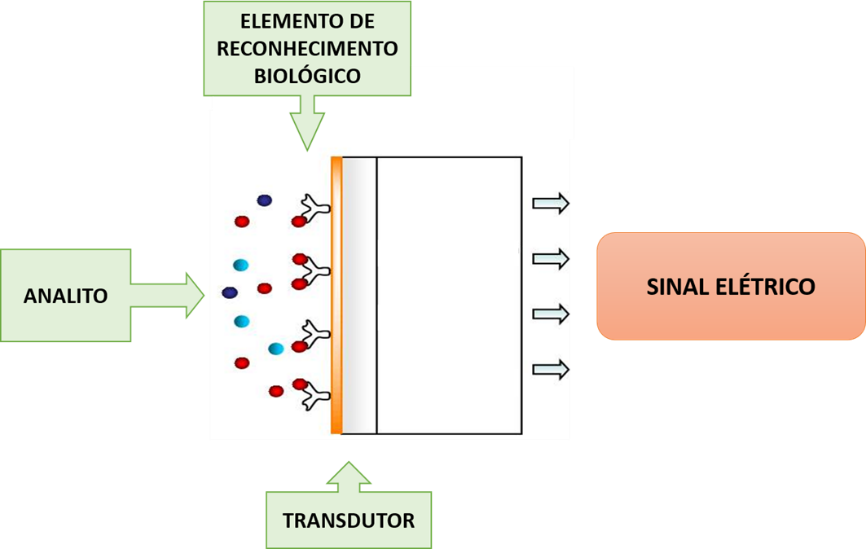 ELEMENTO DE
RECONHECIMENTO
BIOLÓGICO
ANALITO
SINAL ELÉTRICO
TRANSDUTOR